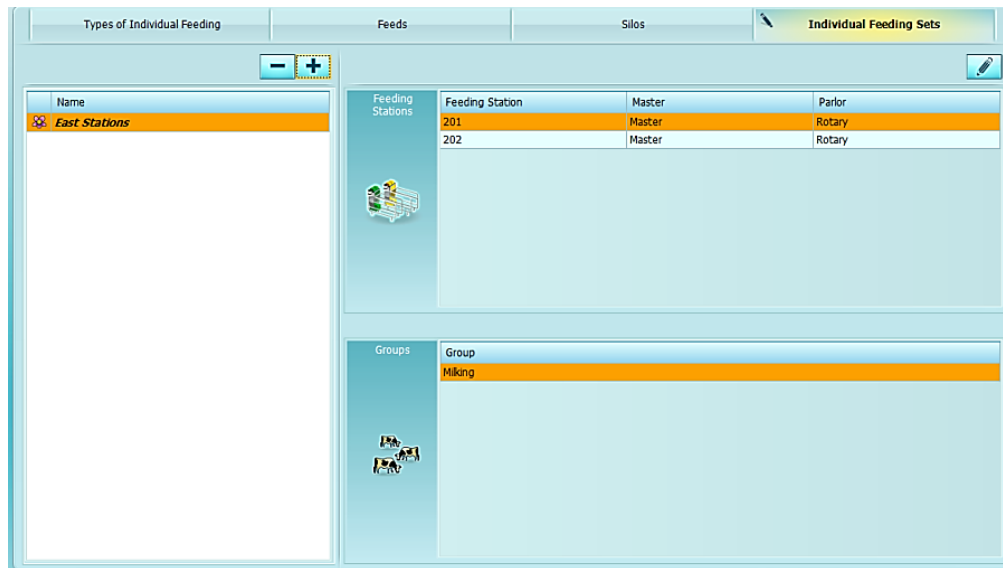 Types of Individual Feeding
Feeds
Silos
Individual Feeding Sets
Name
East Stations
Feeding
Stations
Feeding Station Master Parlor
201 Master Rotary
202 Master Rotary
Groups
Group
Milking